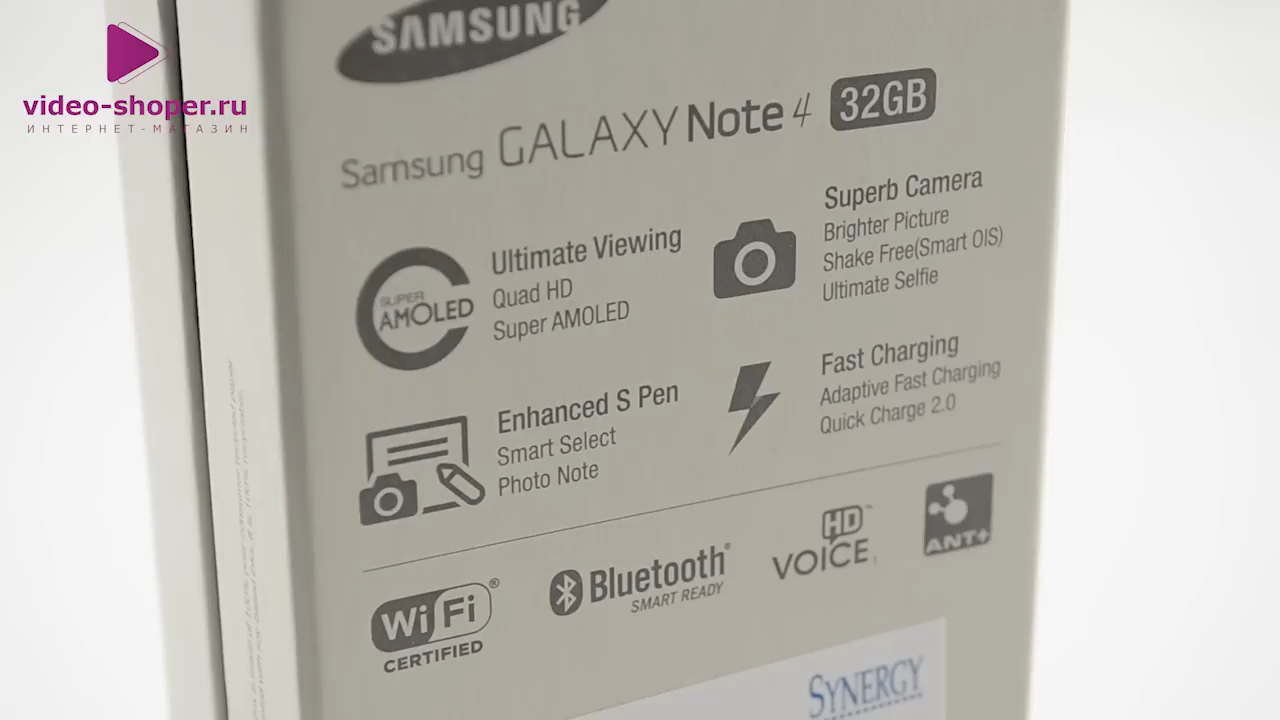 video-shoper.ru
ИНТЕРНЕТ-МАГАЗИН
SAMSUNG
Samsung GALAXY Note 4 32GB
SUPER
AMOLED
Ultimate Viewing
Quad HD
Super AMOLED
Superb Camera
Brighter Picture
Shake Free(Smart OIS)
Ultimate Selfie
Enhanced S Pen
Smart Select
Photo Note
Fast Charging
Adaptive Fast Charging
Quick Charge 2.0
Wi Fi®
CERTIFIED
Bluetooth®
SMART READY
HD™
VOICE
ANT+
SYNERGY